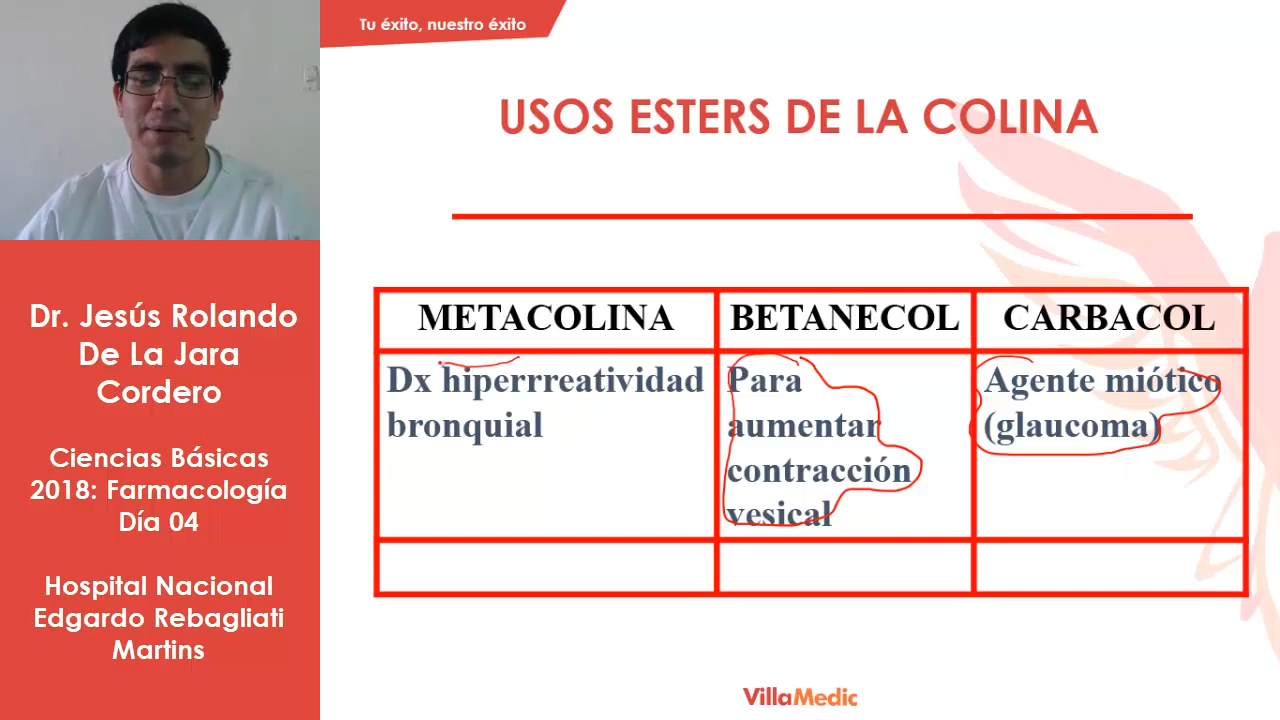 Tu éxito, nuestro éxito
USOS ESTERS DE LA COLINA
METACOLINA
BETANECOL
CARBACOL
Dx hiperrreatividad
bronquial
Para
aumentar
contracción
vesical
Agente miótico
(glaucoma)
Dr. Jesús Rolando
De La Jara
Cordero
Ciencias Básicas
2018: Farmacología
Día 04
Hospital Nacional
Edgardo Rebagliati
Martins
VillaMedic